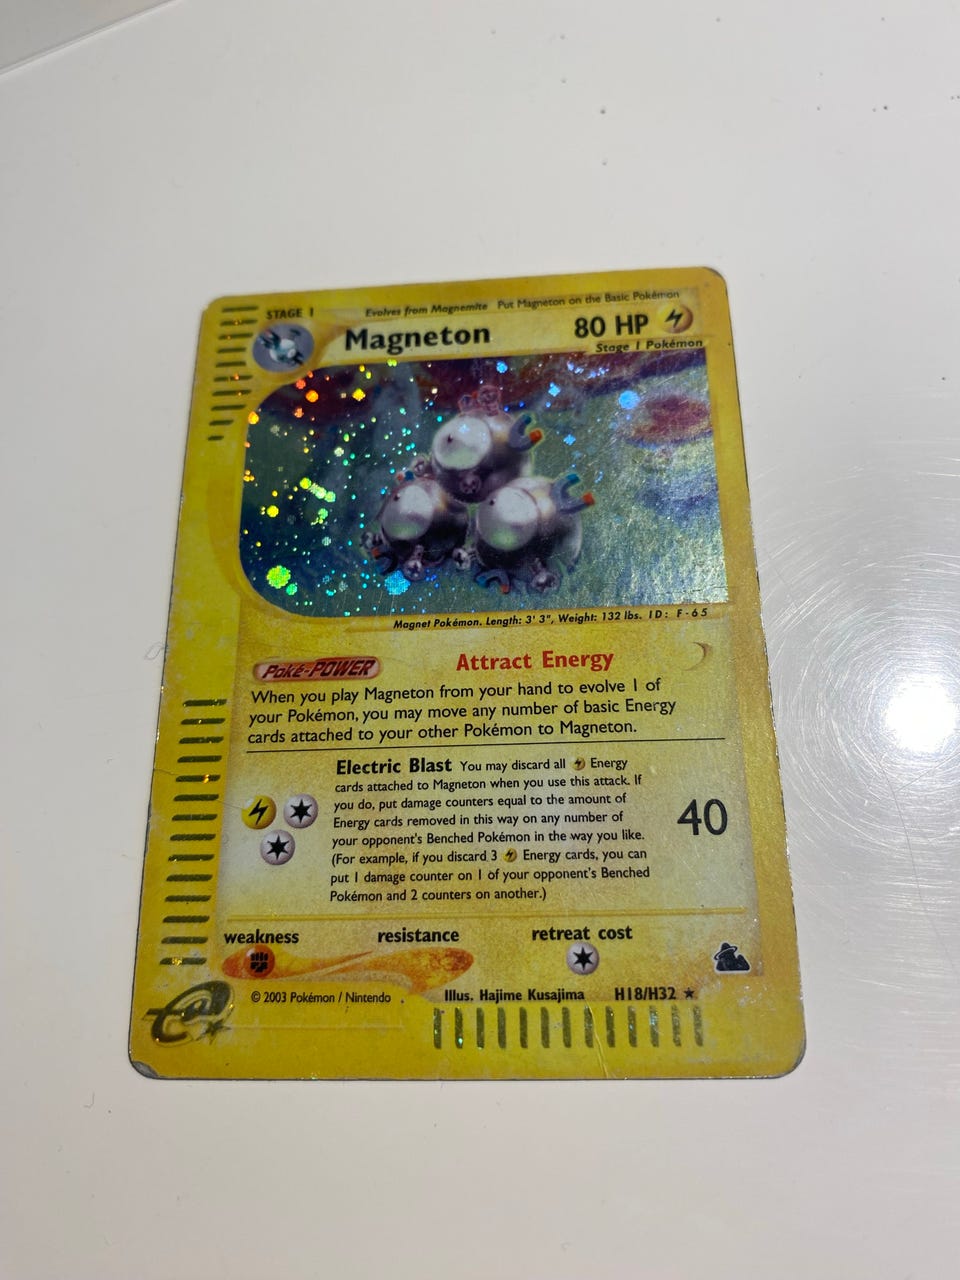 STAGE 1 Evolves from Magnemite Put Magneton on the Basic Pokémon
Magneton 80 HP
Stage 1 Pokémon
Magnet Pokémon. Length: 3' 3", Weight: 132 lbs. ID: F-65
Poké-POWER Attract Energy
When you play Magneton from your hand to evolve 1 of
your Pokémon, you may move any number of basic Energy
cards attached to your other Pokémon to Magneton.
Electric Blast You may discard all Energy
cards attached to Magneton when you use this attack. If
you do, put damage counters equal to the amount of
Energy cards removed in this way on any number of
your opponent's Benched Pokémon in the way you like.
(For example, if you discard 3 Energy cards, you can
put 1 damage counter on 1 of your opponent's Benched
Pokémon and 2 counters on another.)
40
weakness resistance retreat cost
e
© 2003 Pokémon / Nintendo Illus. Hajime Kusajima H18/H32 ★